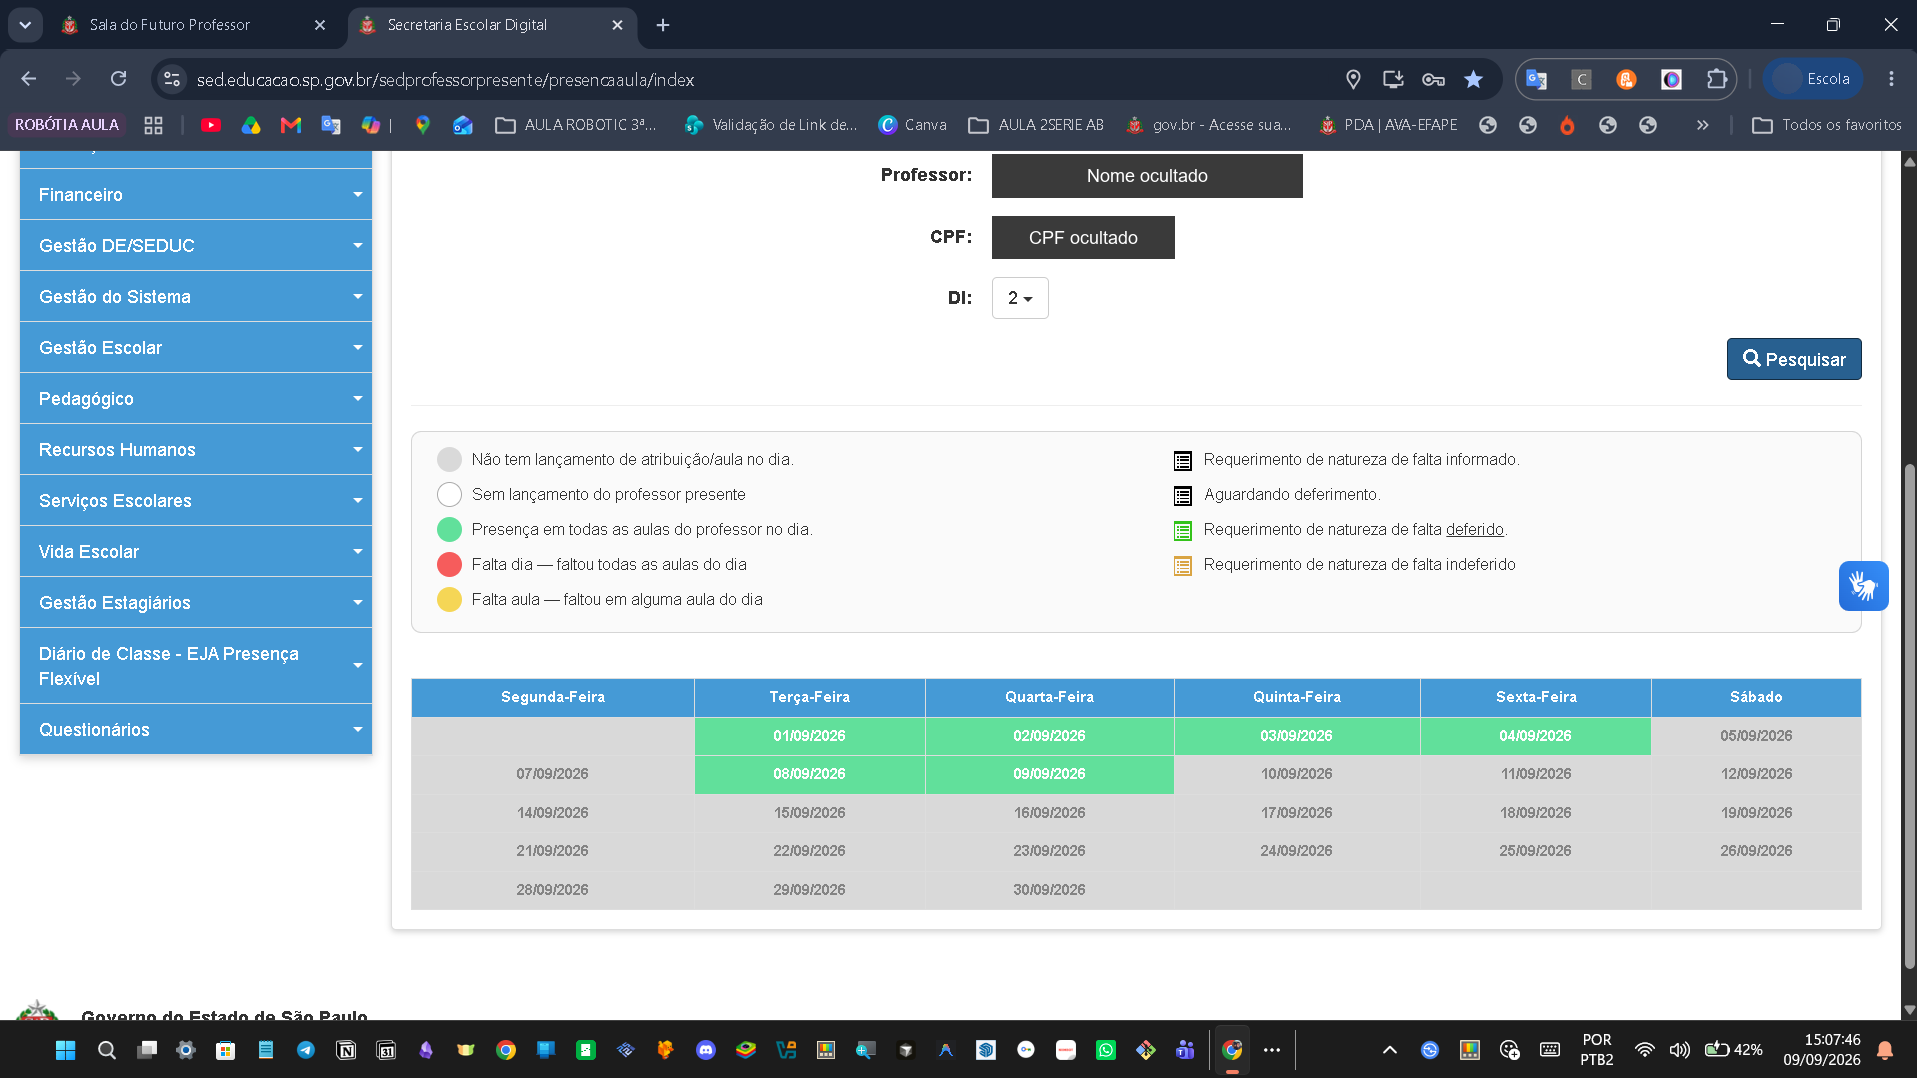 Sala do Futuro Professor
Secretaria Escolar Digital
sed.educacao.sp.gov.br/sedprofessorpresente/presencaaula/index
Escola
ROBÓTIA AULA
AULA ROBOTIC 3ª...
Validação de Link de...
Canva
AULA 2SERIE AB
gov.br - Acesse sua...
PDA | AVA-EFAPE
Todos os favoritos
Financeiro
Gestão DE/SEDUC
Gestão do Sistema
Gestão Escolar
Pedagógico
Recursos Humanos
Serviços Escolares
Vida Escolar
Gestão Estagiários
Diário de Classe - EJA Presença
Flexível
Questionários
Professor: Nome ocultado
CPF: CPF ocultado
DI: 2
Pesquisar
Não tem lançamento de atribuição/aula no dia.
Sem lançamento do professor presente
Presença em todas as aulas do professor no dia.
Falta dia — faltou todas as aulas do dia
Falta aula — faltou em alguma aula do dia
Requerimento de natureza de falta informado.
Aguardando deferimento.
Requerimento de natureza de falta deferido.
Requerimento de natureza de falta indeferido
Segunda-Feira Terça-Feira Quarta-Feira Quinta-Feira Sexta-Feira Sábado
01/09/2026 02/09/2026 03/09/2026 04/09/2026 05/09/2026
07/09/2026 08/09/2026 09/09/2026 10/09/2026 11/09/2026 12/09/2026
14/09/2026 15/09/2026 16/09/2026 17/09/2026 18/09/2026 19/09/2026
21/09/2026 22/09/2026 23/09/2026 24/09/2026 25/09/2026 26/09/2026
28/09/2026 29/09/2026 30/09/2026
Governo do Estado de São Paulo
POR
PTB2
42%
15:07:46
09/09/2026